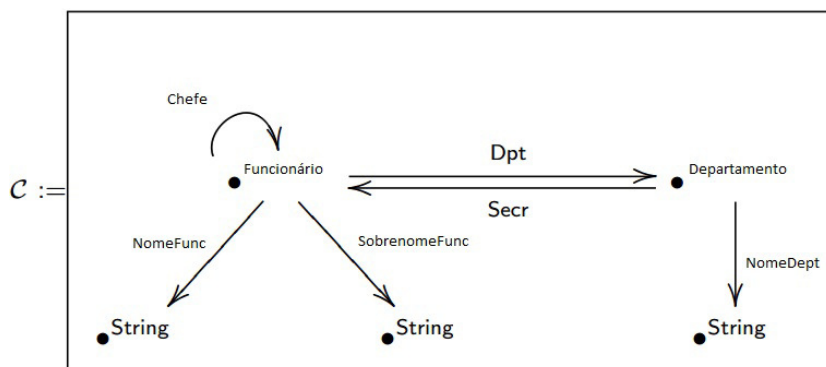 Chefe
Funcionário
Dpt
Departamento
C :=
Secr
NomeFunc
SobrenomeFunc
NomeDept
String
String
String